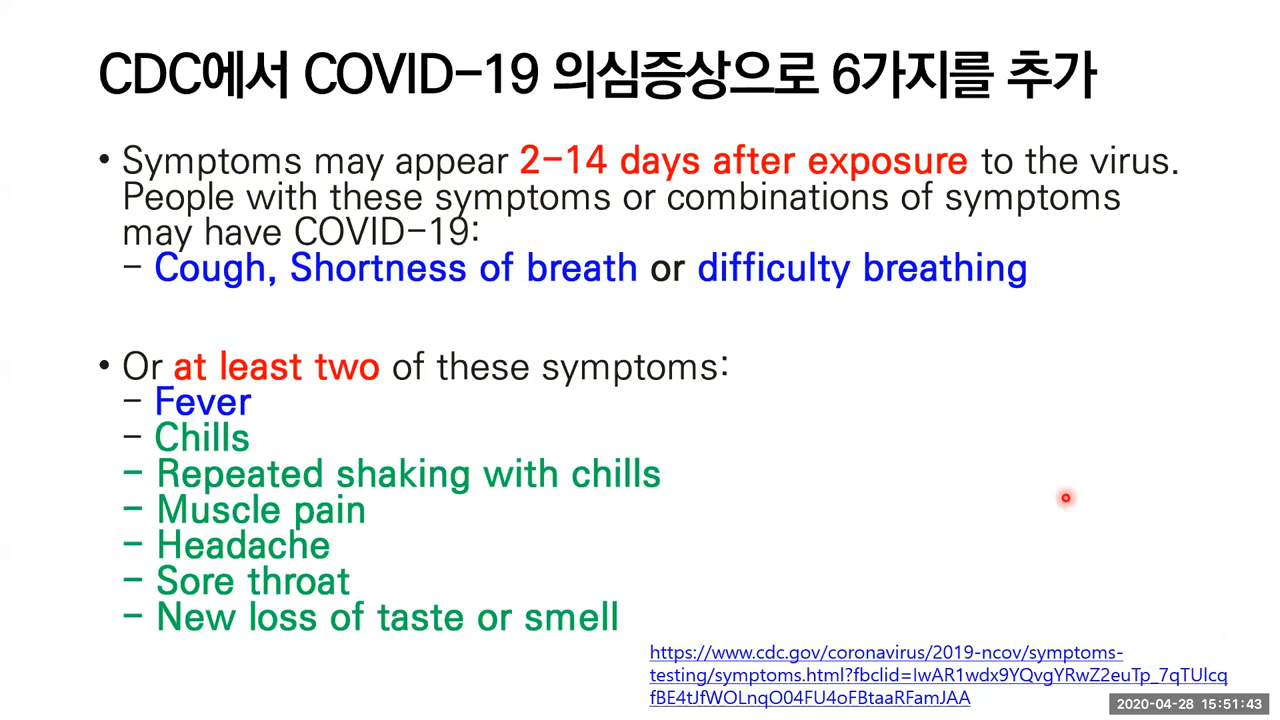 CDC에서 COVID-19 의심증상으로 6가지를 추가
• Symptoms may appear 2-14 days after exposure to the virus.
People with these symptoms or combinations of symptoms
may have COVID-19:
- Cough, Shortness of breath or difficulty breathing
• Or at least two of these symptoms:
- Fever
- Chills
- Repeated shaking with chills
- Muscle pain
- Headache
- Sore throat
- New loss of taste or smell
https://www.cdc.gov/coronavirus/2019-ncov/symptoms-
testing/symptoms.html?fbclid=IwAR1wdx9YQvgYRwZ2euTp_7qTUlcq
fBE4tJfWOLnqO04FU4oFBtaaRFamJAA
2020-04-28 15:51:43